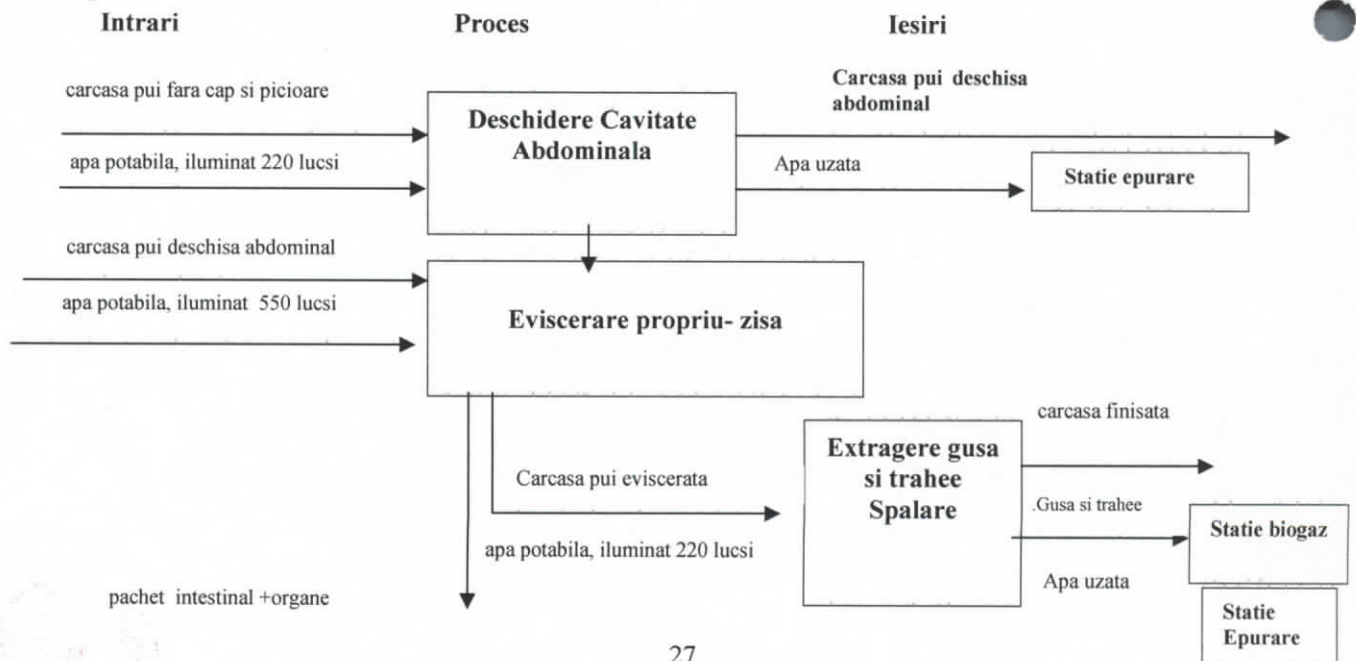 Intrari
Proces
Iesiri
carcasa pui fara cap si picioare
apa potabila, iluminat 220 lucsi
Deschidere Cavitate
Abdominala
Carcasa pui deschisa
abdominal
Apa uzata
Statie epurare
carcasa pui deschisa abdominal
apa potabila, iluminat 550 lucsi
Eviscerare propriu- zisa
Carcasa pui eviscerata
apa potabila, iluminat 220 lucsi
pachet intestinal +organe
Extragere gusa
si trahee
Spalare
carcasa finisata
.Gusa si trahee
Statie biogaz
Apa uzata
Statie
Epurare
27